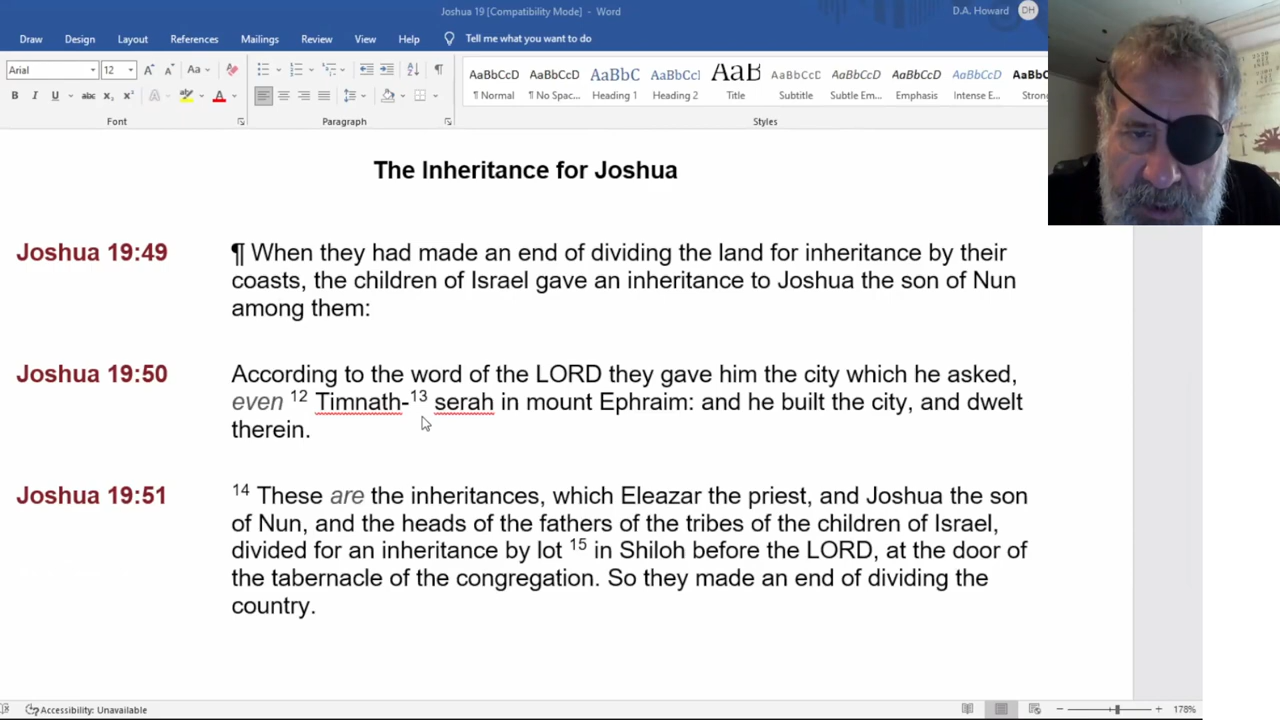 Joshua 19 [Compatibility Mode] - Word
D.A. Howard DH
Draw Design Layout References Mailings Review View Help Tell me what you want to do
Arial 12 Aa
AaBbCcD AaBbCcD AaBbC AaBbCcl AaB AaBbCcD AaBbCcD AaBbCcD AaBbCcD AaBbC
B I U abc x₂ x² A A
¶ Normal ¶ No Spac... Heading 1 Heading 2 Title Subtitle Subtle Em... Emphasis Intense E... Strong
Font Paragraph Styles
The Inheritance for Joshua
Joshua 19:49 ¶ When they had made an end of dividing the land for inheritance by their
coasts, the children of Israel gave an inheritance to Joshua the son of Nun
among them:
Joshua 19:50 According to the word of the LORD they gave him the city which he asked,
even 12 Timnath-13 serah in mount Ephraim: and he built the city, and dwelt
therein.
Joshua 19:51 14 These are the inheritances, which Eleazar the priest, and Joshua the son
of Nun, and the heads of the fathers of the tribes of the children of Israel,
divided for an inheritance by lot 15 in Shiloh before the LORD, at the door of
the tabernacle of the congregation. So they made an end of dividing the
country.
Accessibility: Unavailable 178%